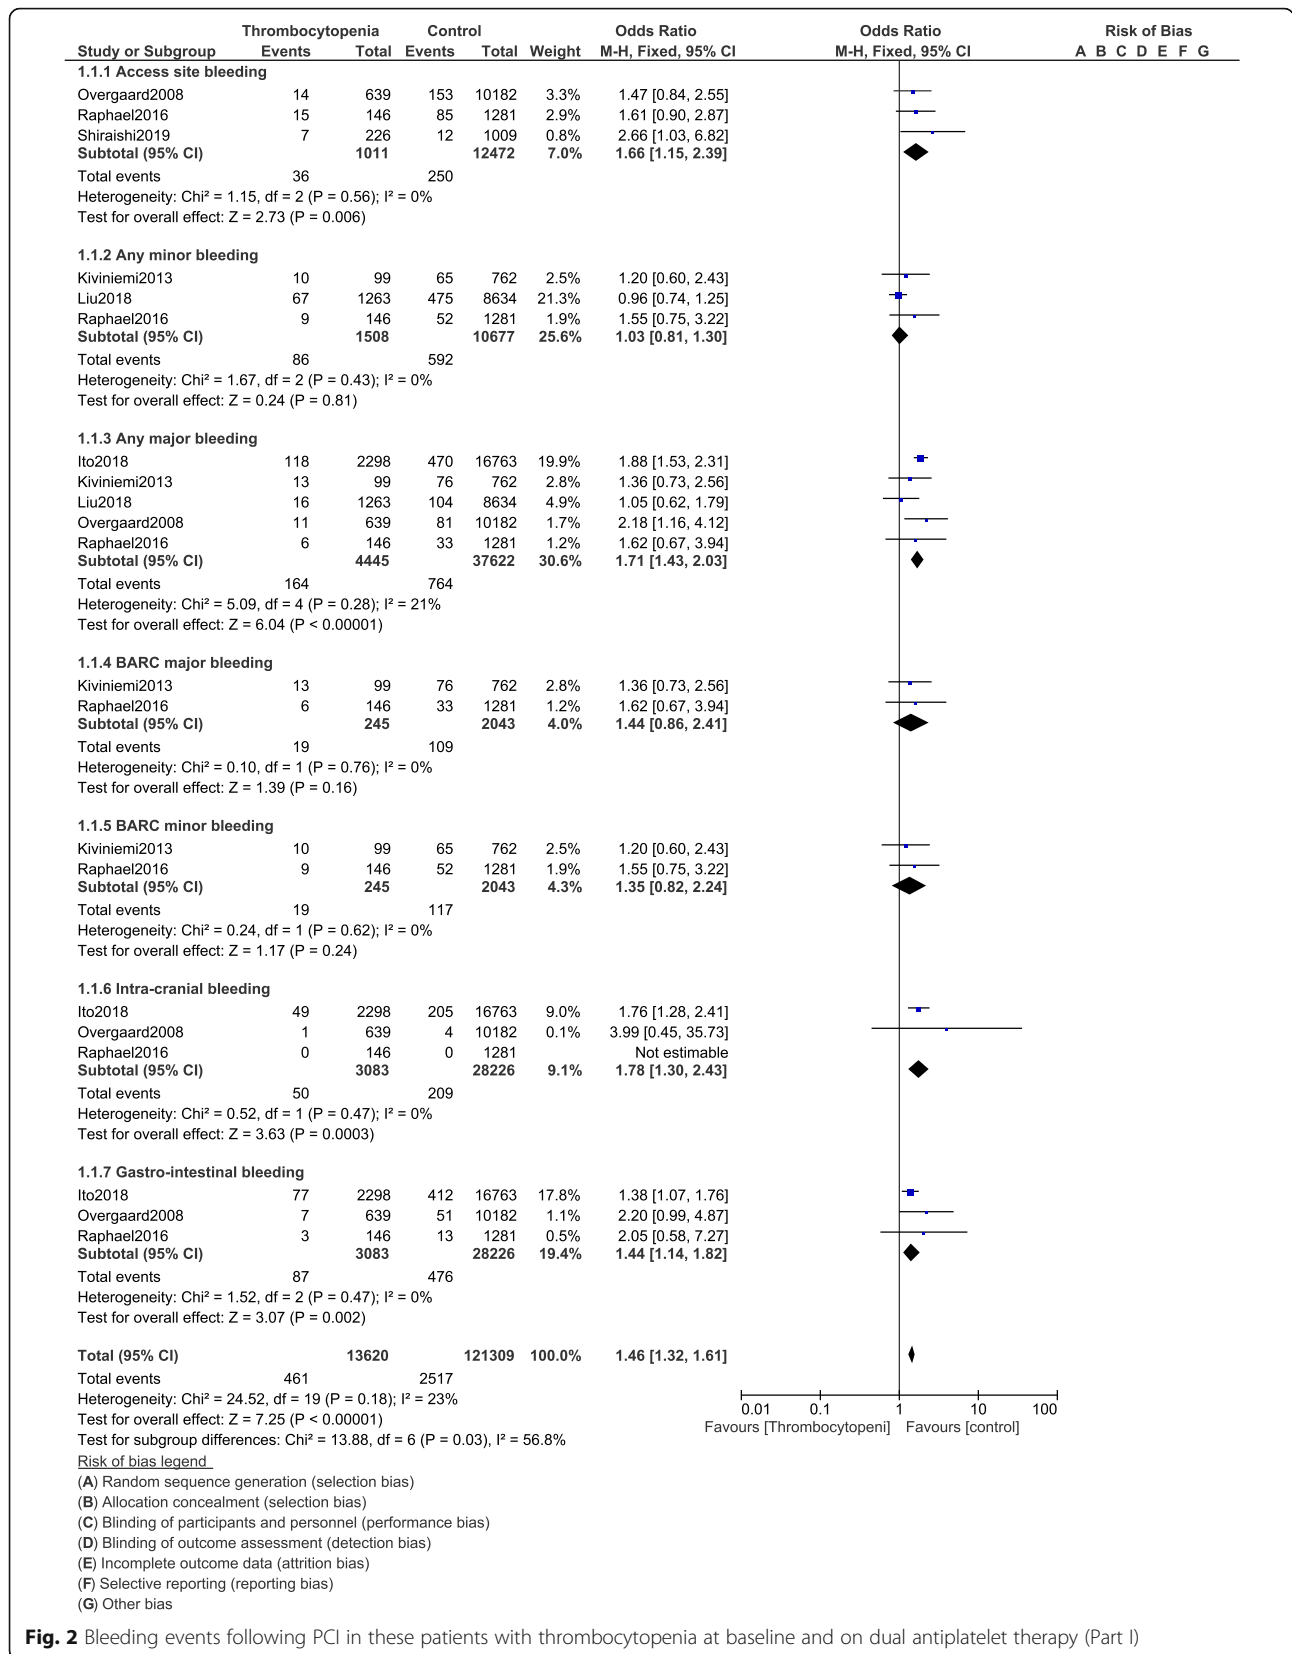 Thrombocytopenia Control Odds Ratio Odds Ratio Risk of Bias
Study or Subgroup Events Total Events Total Weight M-H, Fixed, 95% CI M-H, Fixed, 95% CI A B C D E F G
1.1.1 Access site bleeding
Overgaard2008 14 639 153 10182 3.3% 1.47 [0.84, 2.55]
Raphael2016 15 146 85 1281 2.9% 1.61 [0.90, 2.87]
Shiraishi2019 7 226 12 1009 0.8% 2.66 [1.03, 6.82]
Subtotal (95% CI) 1011 12472 7.0% 1.66 [1.15, 2.39]
Total events 36 250
Heterogeneity: Chi² = 1.15, df = 2 (P = 0.56); I² = 0%
Test for overall effect: Z = 2.73 (P = 0.006)
1.1.2 Any minor bleeding
Kiviniemi2013 10 99 65 762 2.5% 1.20 [0.60, 2.43]
Liu2018 67 1263 475 8634 21.3% 0.96 [0.74, 1.25]
Raphael2016 9 146 52 1281 1.9% 1.55 [0.75, 3.22]
Subtotal (95% CI) 1508 10677 25.6% 1.03 [0.81, 1.30]
Total events 86 592
Heterogeneity: Chi² = 1.67, df = 2 (P = 0.43); I² = 0%
Test for overall effect: Z = 0.24 (P = 0.81)
1.1.3 Any major bleeding
Ito2018 118 2298 470 16763 19.9% 1.88 [1.53, 2.31]
Kiviniemi2013 13 99 76 762 2.8% 1.36 [0.73, 2.56]
Liu2018 16 1263 104 8634 4.9% 1.05 [0.62, 1.79]
Overgaard2008 11 639 81 10182 1.7% 2.18 [1.16, 4.12]
Raphael2016 6 146 33 1281 1.2% 1.62 [0.67, 3.94]
Subtotal (95% CI) 4445 37622 30.6% 1.71 [1.43, 2.03]
Total events 164 764
Heterogeneity: Chi² = 5.09, df = 4 (P = 0.28); I² = 21%
Test for overall effect: Z = 6.04 (P < 0.00001)
1.1.4 BARC major bleeding
Kiviniemi2013 13 99 76 762 2.8% 1.36 [0.73, 2.56]
Raphael2016 6 146 33 1281 1.2% 1.62 [0.67, 3.94]
Subtotal (95% CI) 245 2043 4.0% 1.44 [0.86, 2.41]
Total events 19 109
Heterogeneity: Chi² = 0.10, df = 1 (P = 0.76); I² = 0%
Test for overall effect: Z = 1.39 (P = 0.16)
1.1.5 BARC minor bleeding
Kiviniemi2013 10 99 65 762 2.5% 1.20 [0.60, 2.43]
Raphael2016 9 146 52 1281 1.9% 1.55 [0.75, 3.22]
Subtotal (95% CI) 245 2043 4.3% 1.35 [0.82, 2.24]
Total events 19 117
Heterogeneity: Chi² = 0.24, df = 1 (P = 0.62); I² = 0%
Test for overall effect: Z = 1.17 (P = 0.24)
1.1.6 Intra-cranial bleeding
Ito2018 49 2298 205 16763 9.0% 1.76 [1.28, 2.41]
Overgaard2008 1 639 4 10182 0.1% 3.99 [0.45, 35.73]
Raphael2016 0 146 0 1281 Not estimable
Subtotal (95% CI) 3083 28226 9.1% 1.78 [1.30, 2.43]
Total events 50 209
Heterogeneity: Chi² = 0.52, df = 1 (P = 0.47); I² = 0%
Test for overall effect: Z = 3.63 (P = 0.0003)
1.1.7 Gastro-intestinal bleeding
Ito2018 77 2298 412 16763 17.8% 1.38 [1.07, 1.76]
Overgaard2008 7 639 51 10182 1.1% 2.20 [0.99, 4.87]
Raphael2016 3 146 13 1281 0.5% 2.05 [0.58, 7.27]
Subtotal (95% CI) 3083 28226 19.4% 1.44 [1.14, 1.82]
Total events 87 476
Heterogeneity: Chi² = 1.52, df = 2 (P = 0.47); I² = 0%
Test for overall effect: Z = 3.07 (P = 0.002)
Total (95% CI) 13620 121309 100.0% 1.46 [1.32, 1.61]
Total events 461 2517
Heterogeneity: Chi² = 24.52, df = 19 (P = 0.18); I² = 23%
0.01 0.1 1 10 100
Test for overall effect: Z = 7.25 (P < 0.00001)
Favours [Thrombocytopeni] Favours [control]
Test for subgroup differences: Chi² = 13.88, df = 6 (P = 0.03), I² = 56.8%
Risk of bias legend
(A) Random sequence generation (selection bias)
(B) Allocation concealment (selection bias)
(C) Blinding of participants and personnel (performance bias)
(D) Blinding of outcome assessment (detection bias)
(E) Incomplete outcome data (attrition bias)
(F) Selective reporting (reporting bias)
(G) Other bias
Fig. 2 Bleeding events following PCI in these patients with thrombocytopenia at baseline and on dual antiplatelet therapy (Part I)